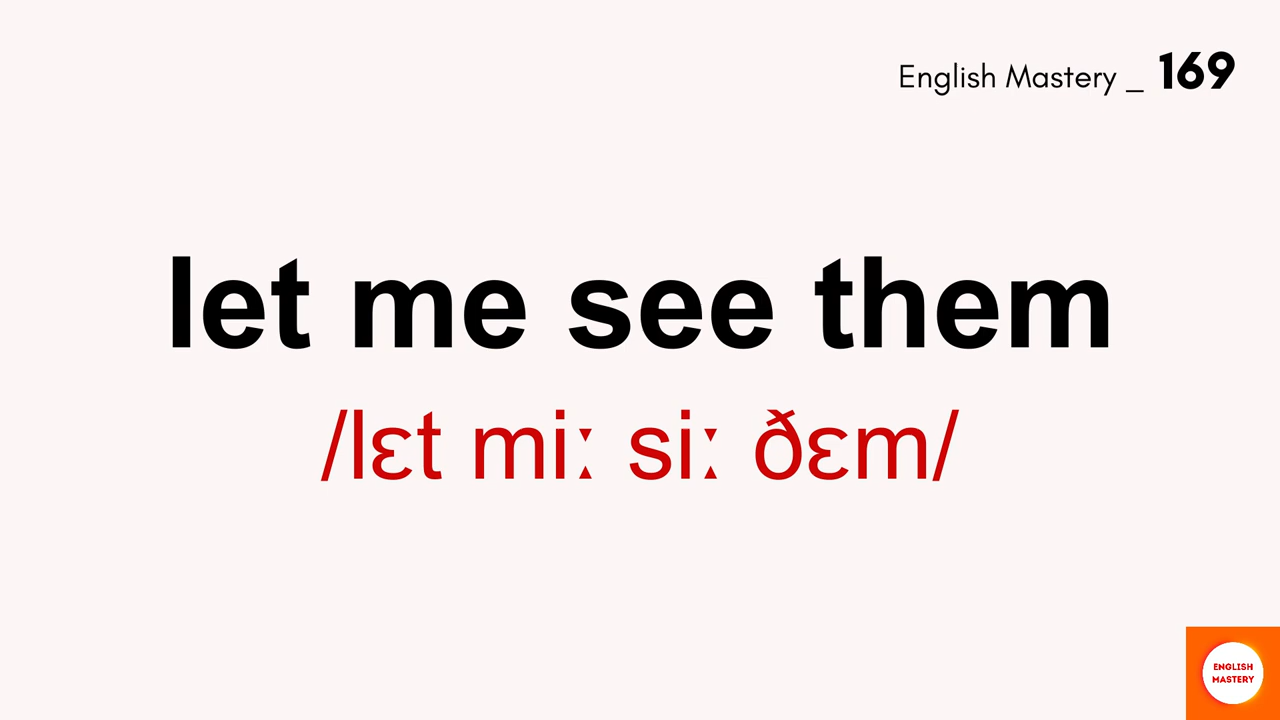 English Mastery _ 169
let me see them
/lɛt miː siː ðɛm/
ENGLISH
MASTERY